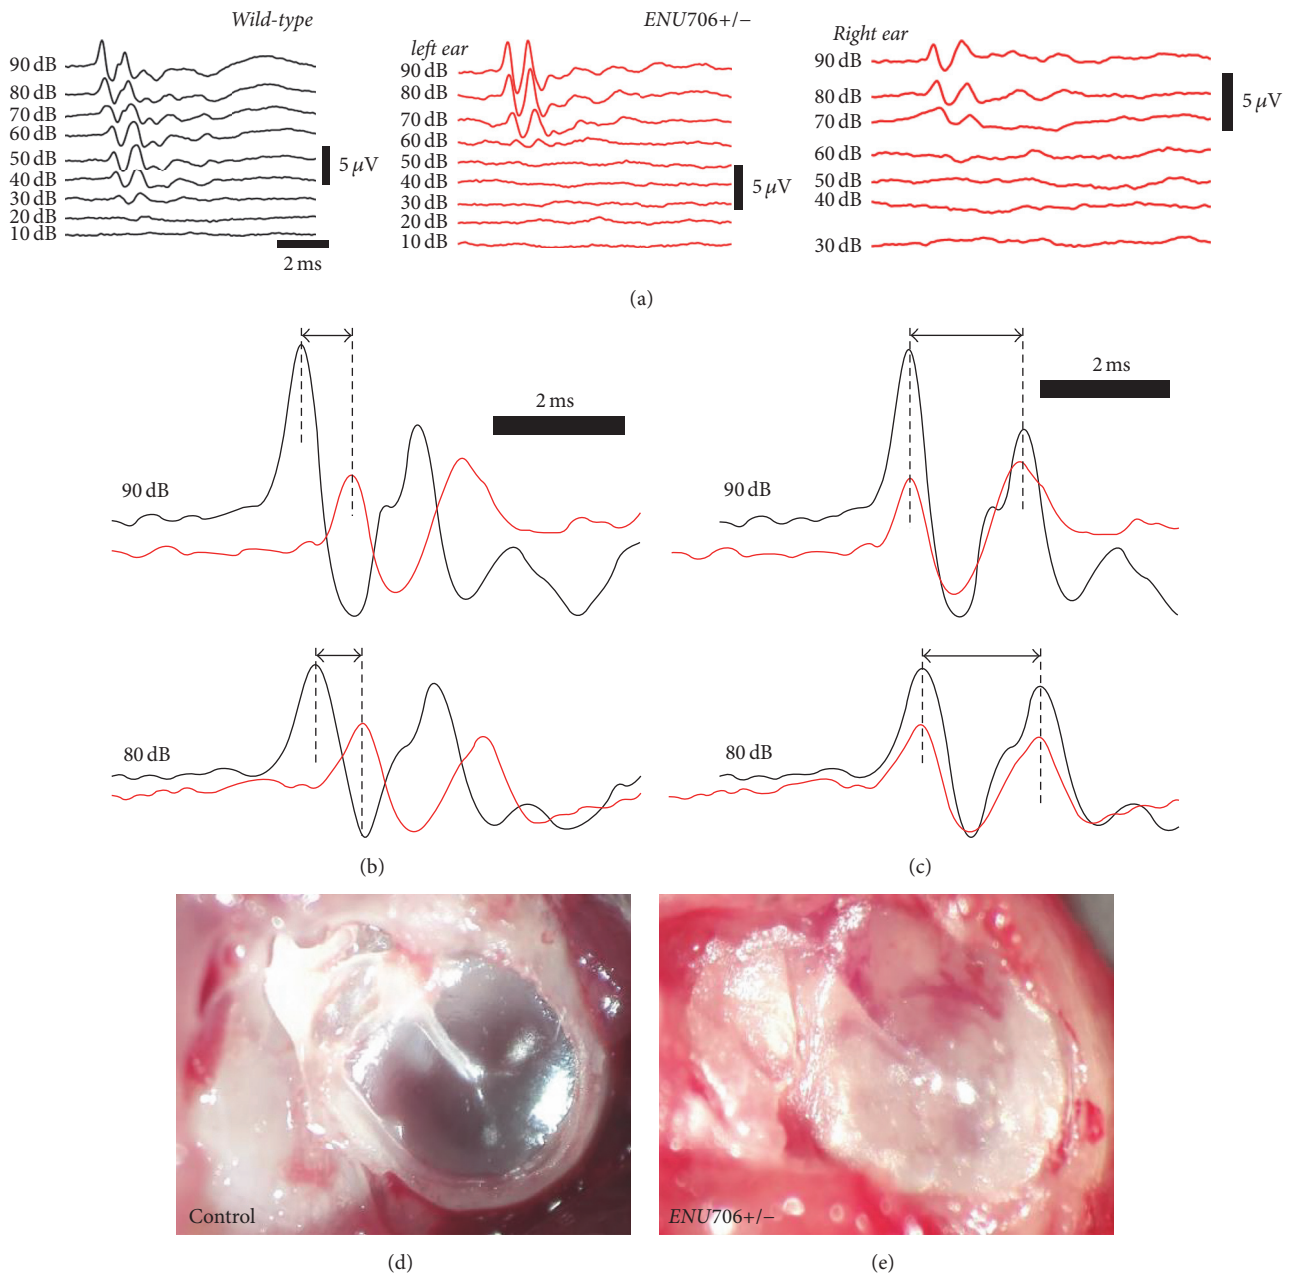 Wild-type
90 dB
80 dB
70 dB
60 dB
50 dB
40 dB
30 dB
20 dB
10 dB
5 μV
2 ms
ENU706+/−
left ear
90 dB
80 dB
70 dB
60 dB
50 dB
40 dB
30 dB
20 dB
10 dB
5 μV
Right ear
90 dB
80 dB
70 dB
60 dB
50 dB
40 dB
30 dB
5 μV
(a)
2 ms
90 dB
80 dB
(b)
2 ms
90 dB
80 dB
(c)
Control
(d)
ENU706+/−
(e)